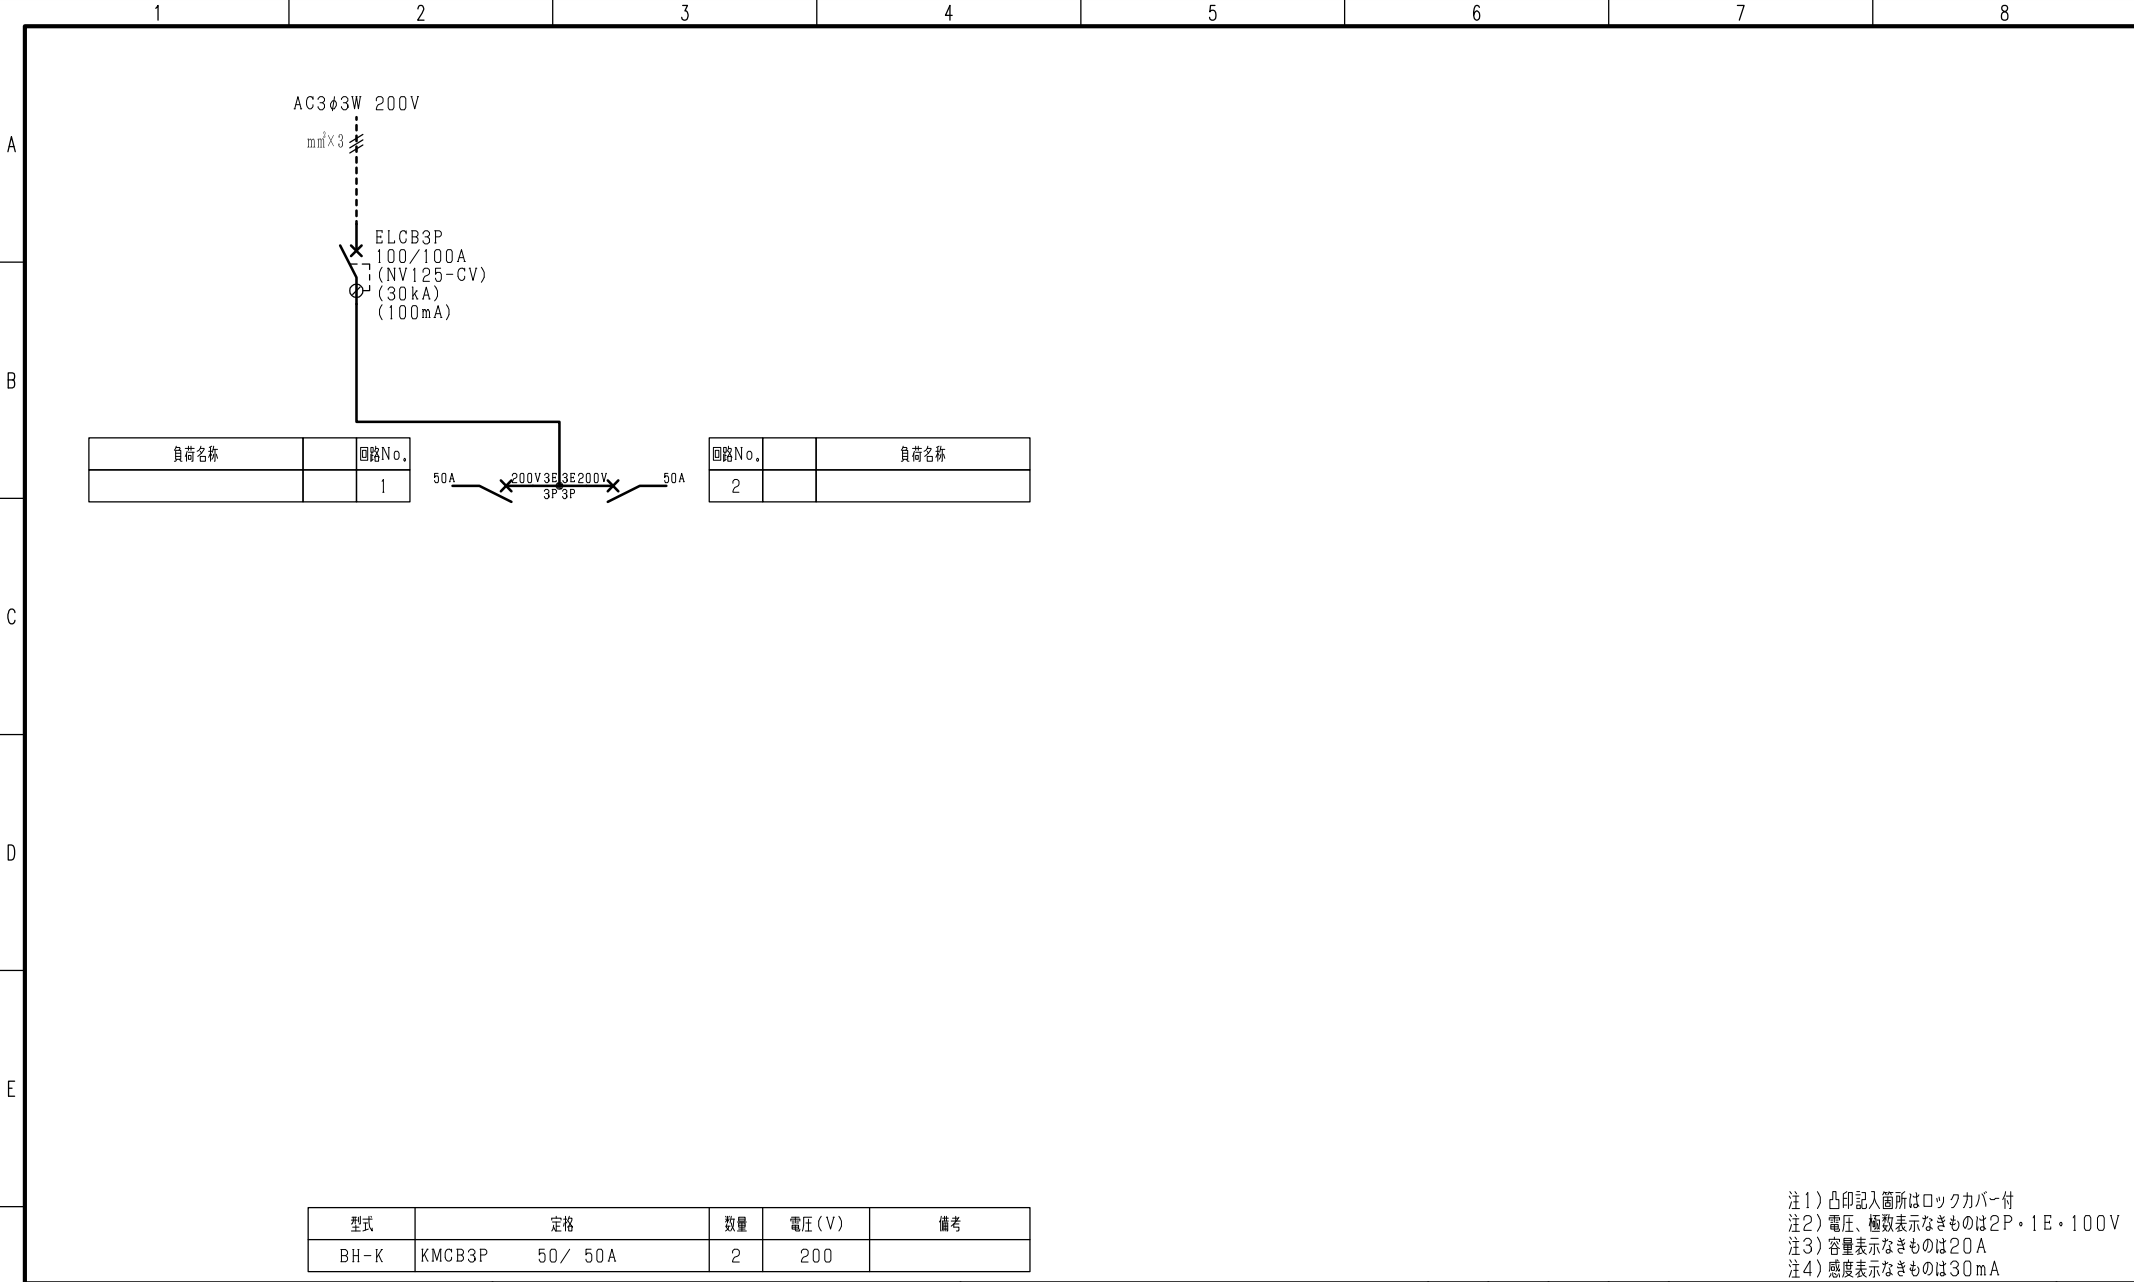 1 2 3 4 5 6 7 8
AC3φ3W 200V
mm²×3
A
ELCB3P
100/100A
(NV125-CV)
(30kA)
(100mA)
B
負荷名称 回路No. 回路No. 負荷名称
1 50A 200V 3E 3E 200V 50A 2
3P 3P
C
D
E
型式 定格 数量 電圧(V) 備考
BH-K KMCB3P 50/ 50A 2 200
注1)凸印記入箇所はロックカバー付
注2)電圧、極数表示なきものは2P・1E・100V
注3)容量表示なきものは20A
注4)感度表示なきものは30mA